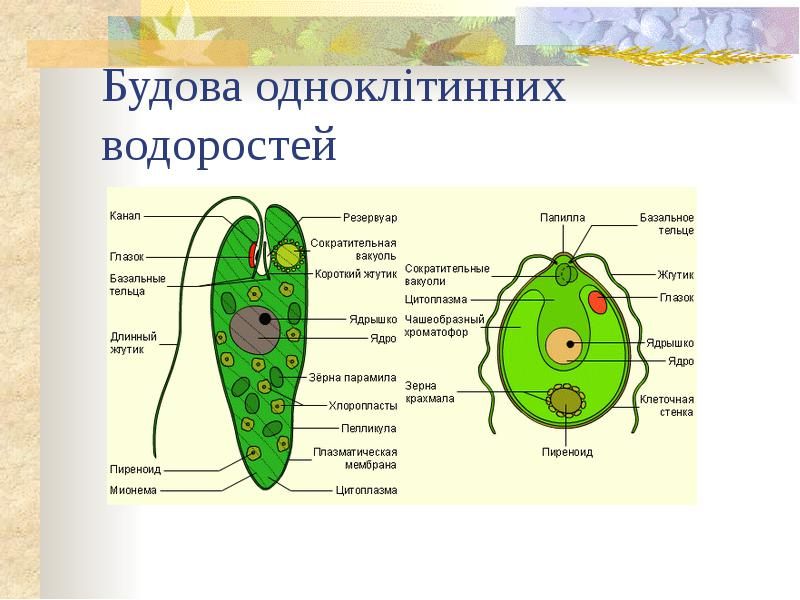 Будова одноклітинних
водоростей
Канал
Глазок
Базальные
тельца
Длинный
жгутик
Пиреноид
Мионема
Резервуар
Сократительная
вакуоль
Короткий жгутик
Ядрышко
Ядро
Зёрна парамила
Хлоропласты
Пелликула
Плазматическая
мембрана
Цитоплазма
Сократительные
вакуоли
Цитоплазма
Чашеобразный
хроматофор
Зерна
крахмала
Папилла
Базальное
тельце
Жгутик
Глазок
Ядрышко
Ядро
Клеточная
стенка
Пиреноид